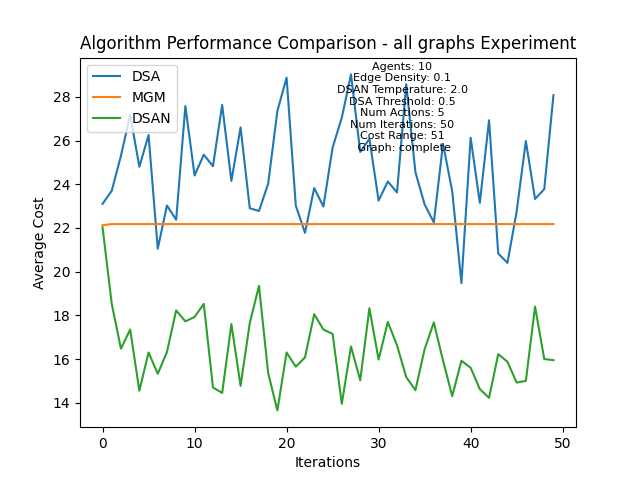 Algorithm Performance Comparison - all graphs Experiment
DSA
MGM
DSAN
Agents: 10
Edge Density: 0.1
DSAN Temperature: 2.0
DSA Threshold: 0.5
Num Actions: 5
Num Iterations: 50
Cost Range: 51
Graph: complete
Average Cost
28
26
24
22
20
18
16
14
0 10 20 30 40 50
Iterations